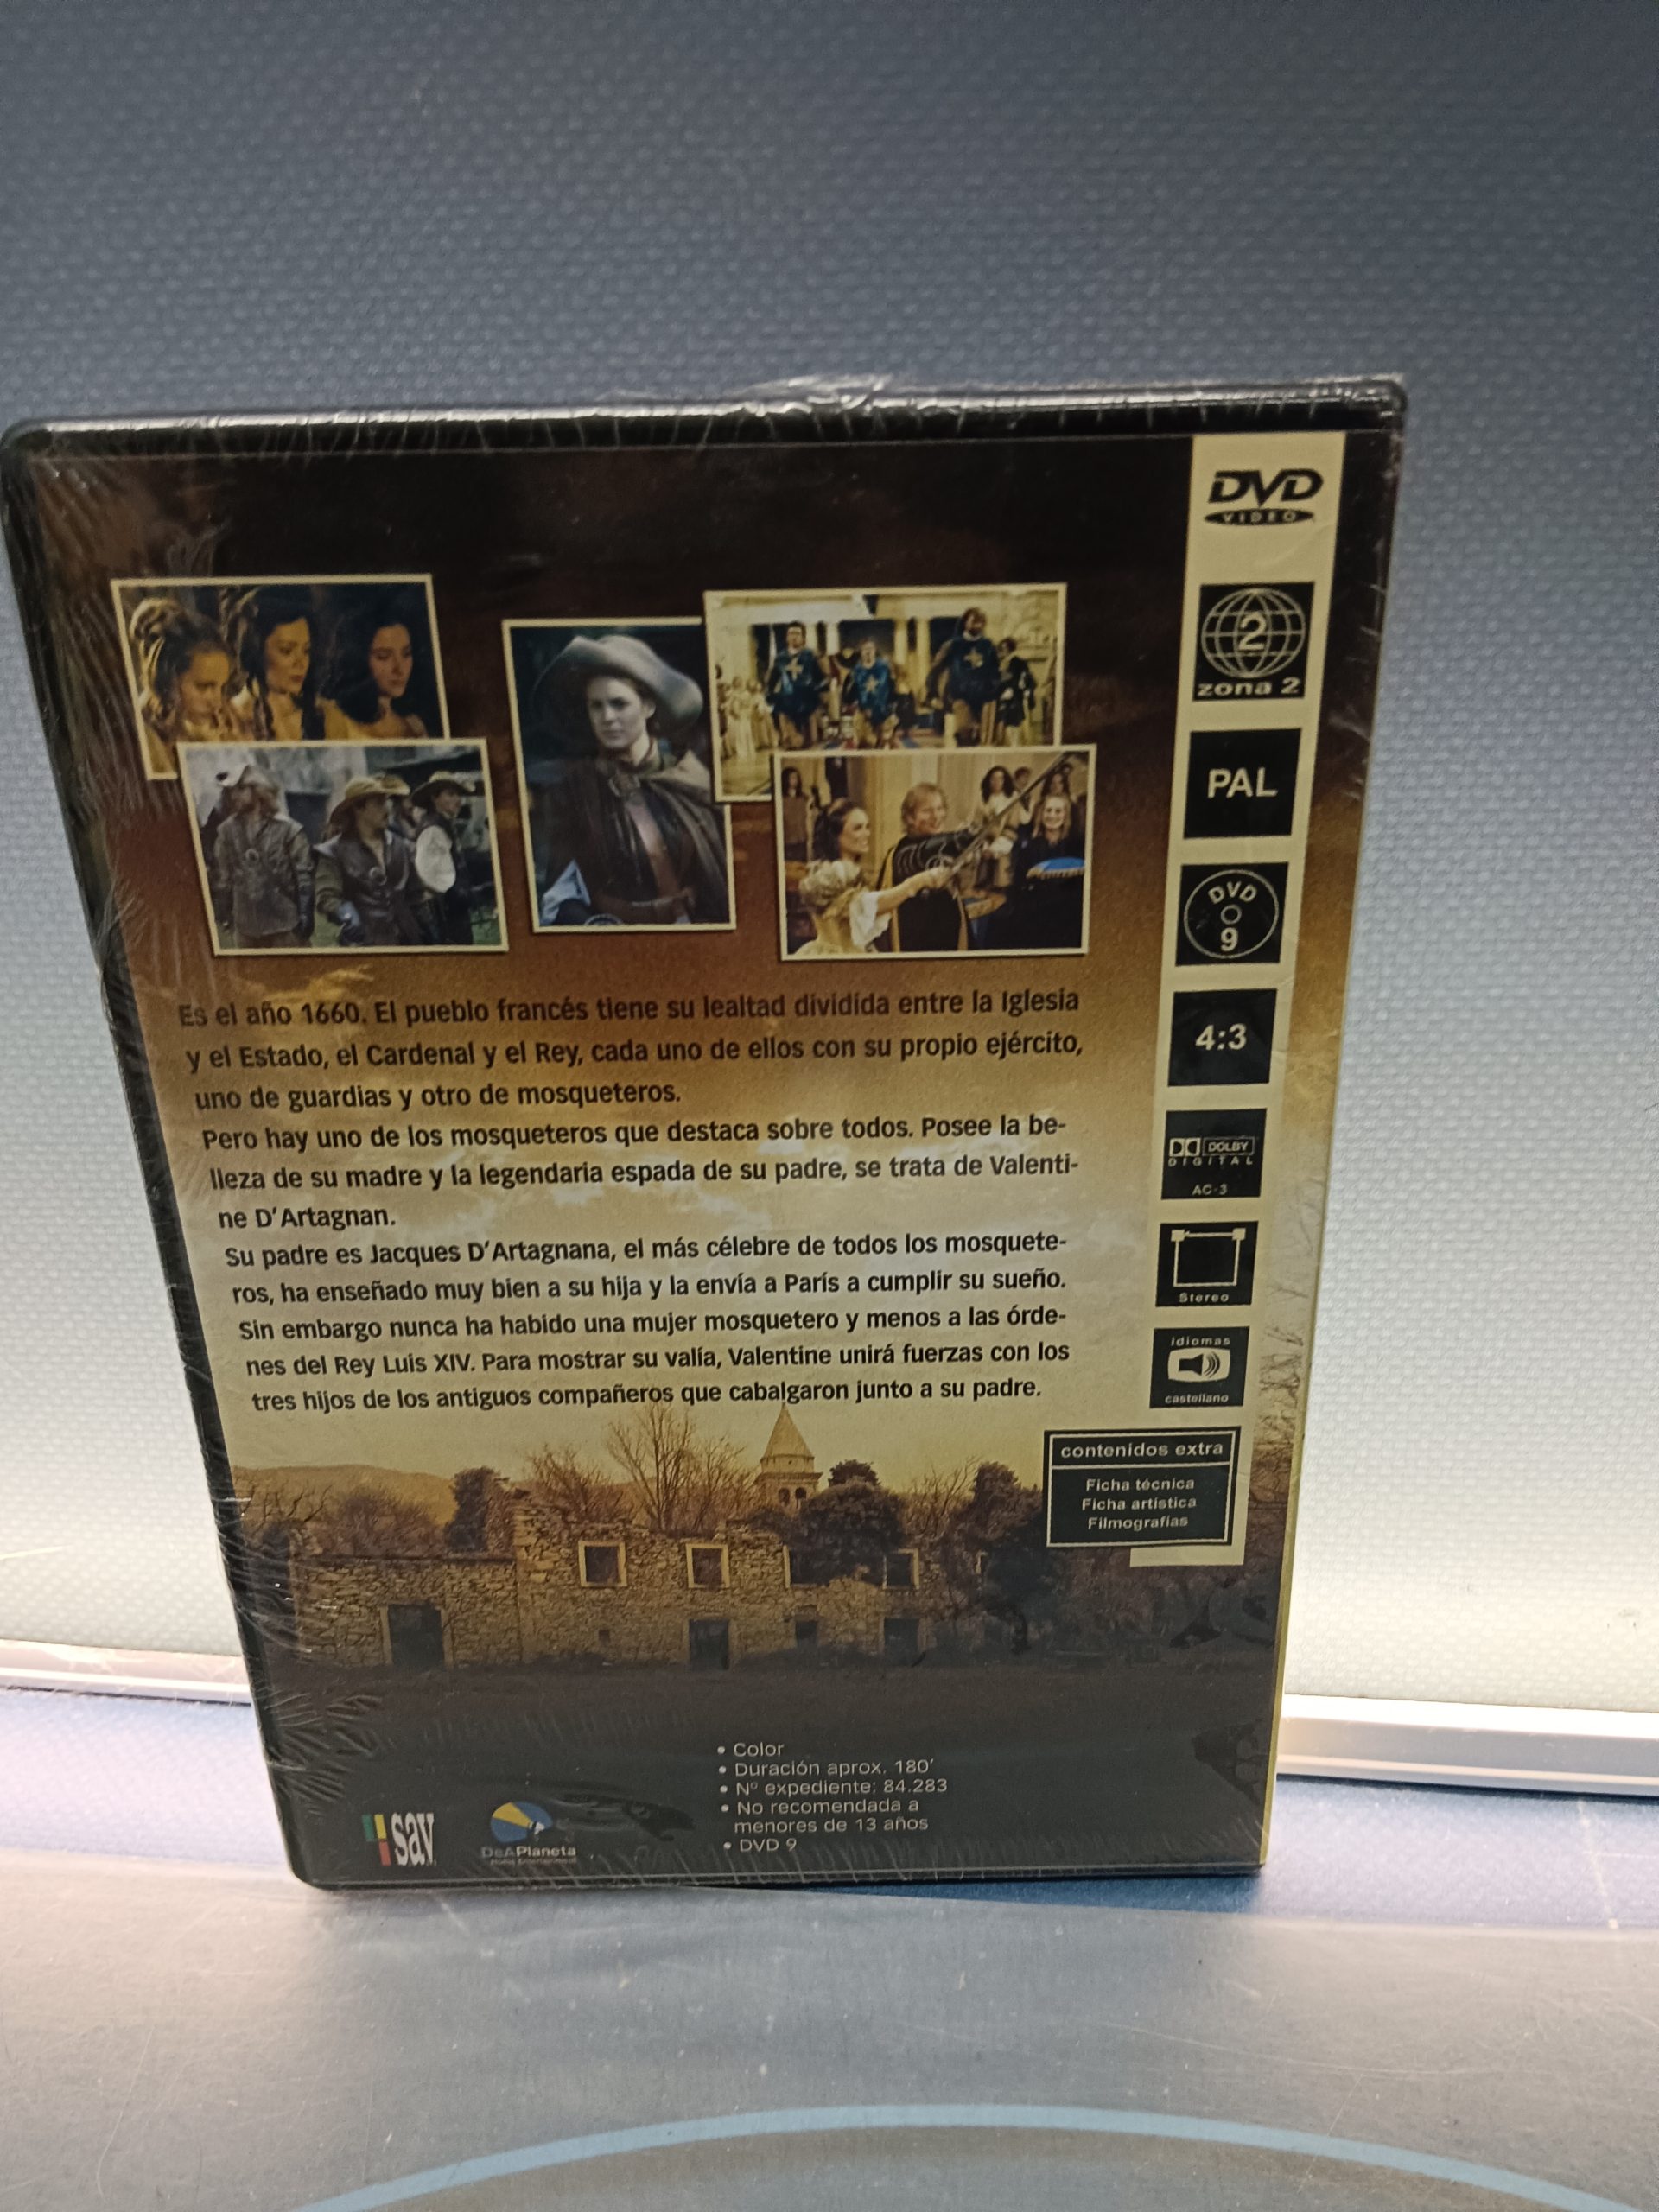 DVD
VIDEO
2
zona 2
PAL
DVD
9
4:3
DOLBY
DIGITAL
AC-3
Stereo
idiomas
castellano
contenidos extra
Ficha técnica
Ficha artística
Filmografías
Es el año 1660. El pueblo francés tiene su lealtad dividida entre la Iglesia
y el Estado, el Cardenal y el Rey, cada uno de ellos con su propio ejército,
uno de guardias y otro de mosqueteros.
Pero hay uno de los mosqueteros que destaca sobre todos. Posee la be-
lleza de su madre y la legendaria espada de su padre, se trata de Valenti-
ne D'Artagnan.
Su padre es Jacques D'Artagnana, el más célebre de todos los mosquete-
ros, ha enseñado muy bien a su hija y la envía a París a cumplir su sueño.
Sin embargo nunca ha habido una mujer mosquetero y menos a las órde-
nes del Rey Luis XIV. Para mostrar su valía, Valentine unirá fuerzas con los
tres hijos de los antiguos compañeros que cabalgaron junto a su padre.
• Color
• Duración aprox. 180'
• Nº expediente: 84.283
• No recomendada a
menores de 13 años
• DVD 9
sav
DeAPlaneta
Home Entertainment